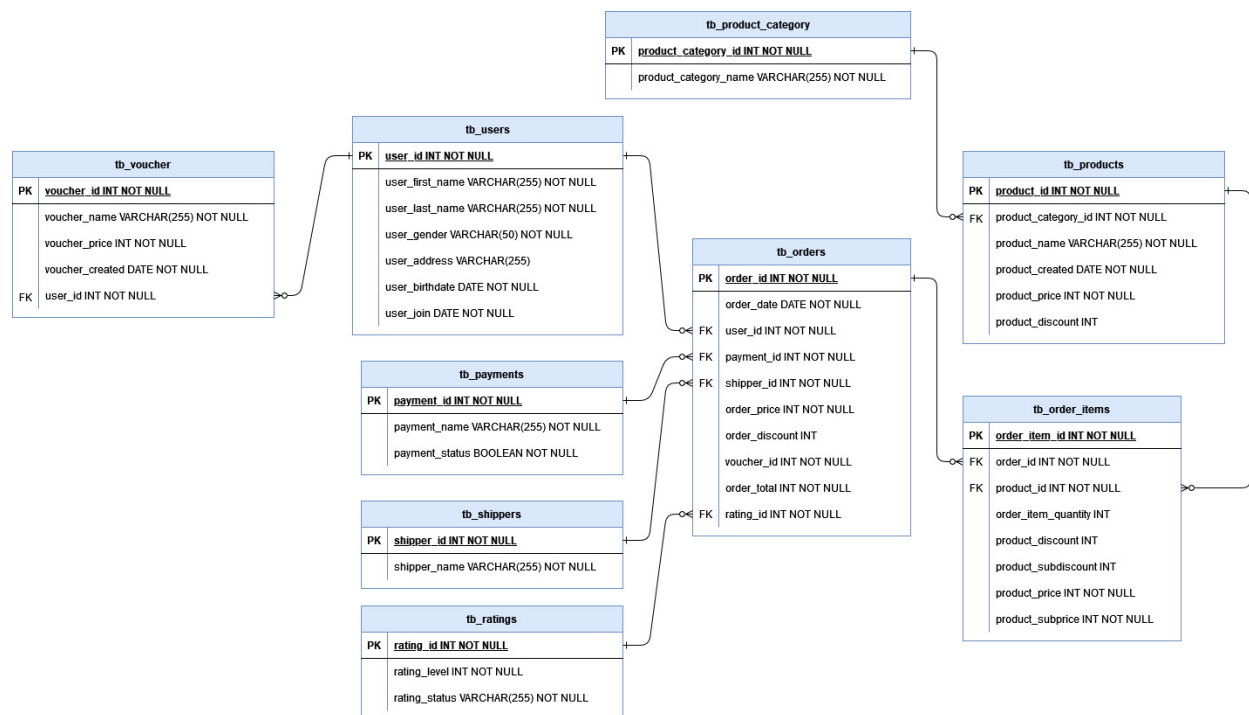 tb_product_category
PK product_category_id INT NOT NULL
product_category_name VARCHAR(255) NOT NULL
tb_users
PK user_id INT NOT NULL
user_first_name VARCHAR(255) NOT NULL
user_last_name VARCHAR(255) NOT NULL
user_gender VARCHAR(50) NOT NULL
user_address VARCHAR(255)
user_birthdate DATE NOT NULL
user_join DATE NOT NULL
tb_voucher
PK voucher_id INT NOT NULL
voucher_name VARCHAR(255) NOT NULL
voucher_price INT NOT NULL
voucher_created DATE NOT NULL
FK user_id INT NOT NULL
tb_products
PK product_id INT NOT NULL
FK product_category_id INT NOT NULL
product_name VARCHAR(255) NOT NULL
product_created DATE NOT NULL
product_price INT NOT NULL
product_discount INT
tb_orders
PK order_id INT NOT NULL
order_date DATE NOT NULL
FK user_id INT NOT NULL
FK payment_id INT NOT NULL
FK shipper_id INT NOT NULL
order_price INT NOT NULL
order_discount INT
voucher_id INT NOT NULL
order_total INT NOT NULL
FK rating_id INT NOT NULL
tb_payments
PK payment_id INT NOT NULL
payment_name VARCHAR(255) NOT NULL
payment_status BOOLEAN NOT NULL
tb_order_items
PK order_item_id INT NOT NULL
FK order_id INT NOT NULL
FK product_id INT NOT NULL
order_item_quantity INT
product_discount INT
product_subdiscount INT
product_price INT NOT NULL
product_subprice INT NOT NULL
tb_shippers
PK shipper_id INT NOT NULL
shipper_name VARCHAR(255) NOT NULL
tb_ratings
PK rating_id INT NOT NULL
rating_level INT NOT NULL
rating_status VARCHAR(255) NOT NULL